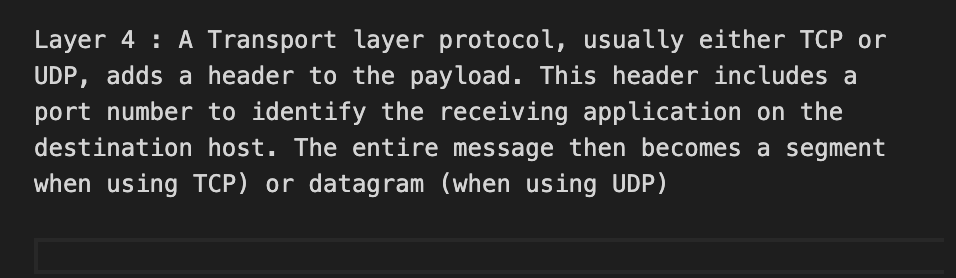 Layer 4 : A Transport layer protocol, usually either TCP or
UDP, adds a header to the payload. This header includes a
port number to identify the receiving application on the
destination host. The entire message then becomes a segment
when using TCP) or datagram (when using UDP)